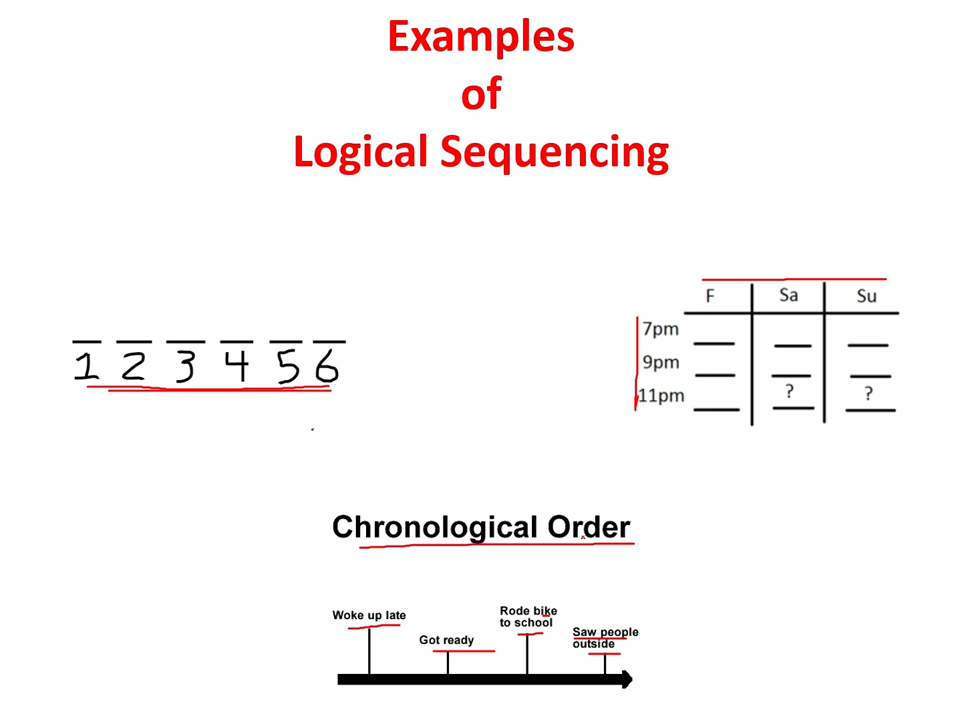 Examples
of
Logical Sequencing
1 2 3 4 5 6
F Sa Su
7pm
9pm
11pm ? ?
Chronological Order
Woke up late
Got ready
Rode bike
to school
Saw people
outside